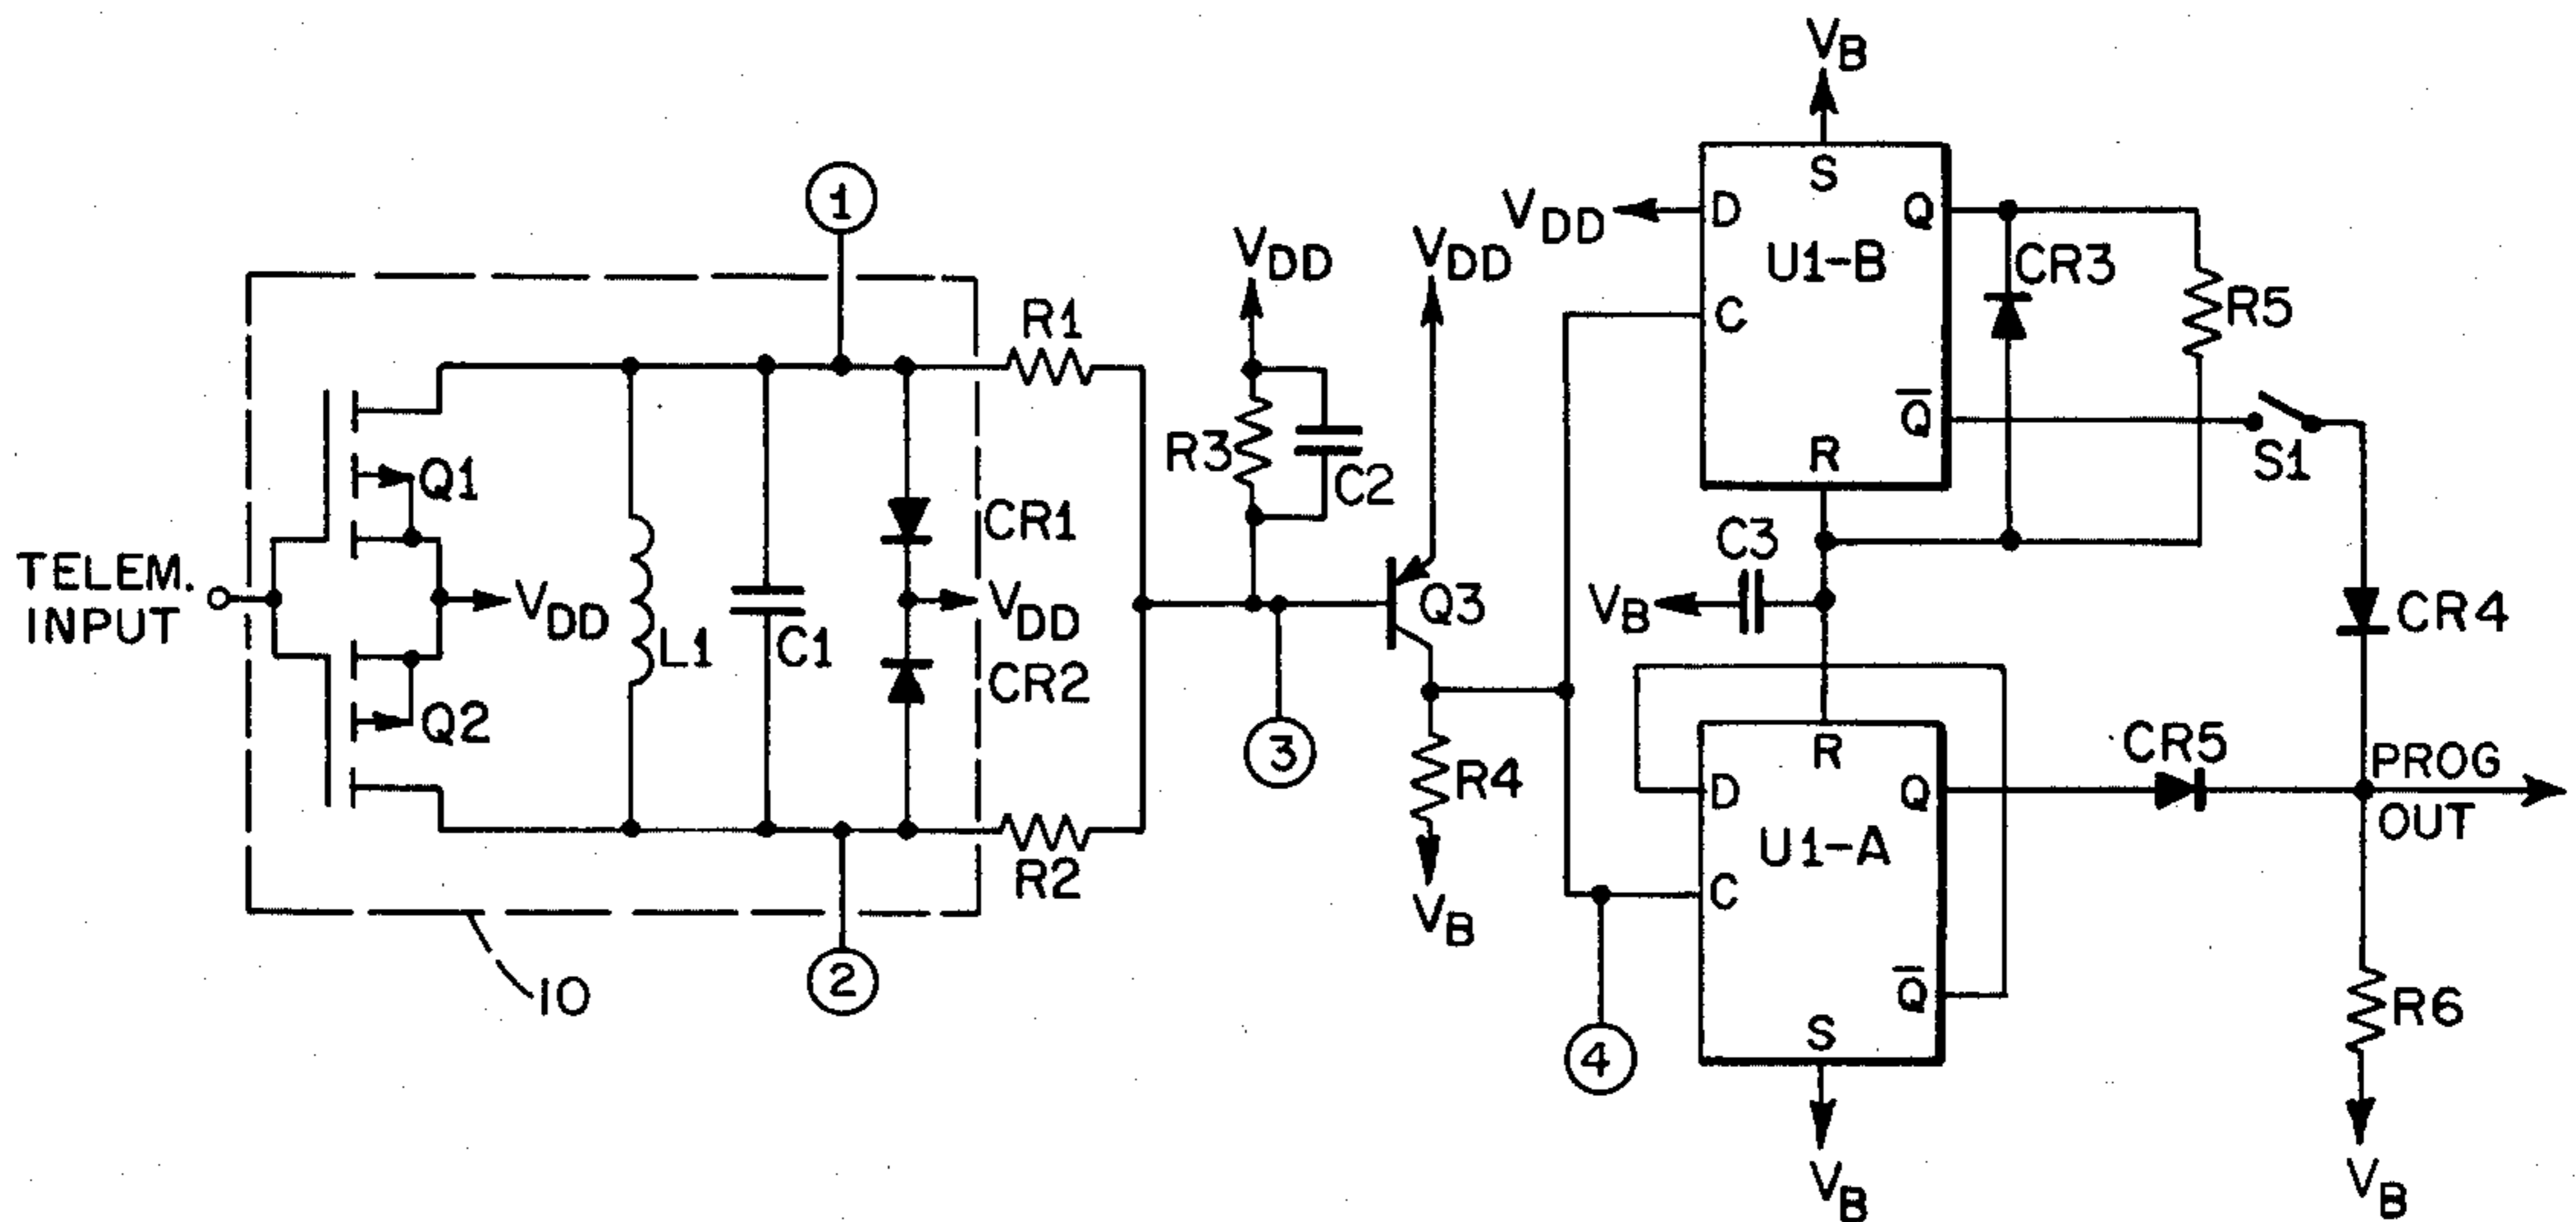 TELEM.
INPUT
Q1
Q2
VDD
L1
C1
CR1
VDD
CR2
10
1
2
R1
R2
VDD
R3
C2
3
VDD
Q3
R4
VB
4
VB
S
VDD
D
Q
U1-B
C
Q̅
R
CR3
R5
S1
C3
VB
CR4
R
D
Q
U1-A
C
Q̅
S
VB
CR5
PROG
OUT
R6
VB